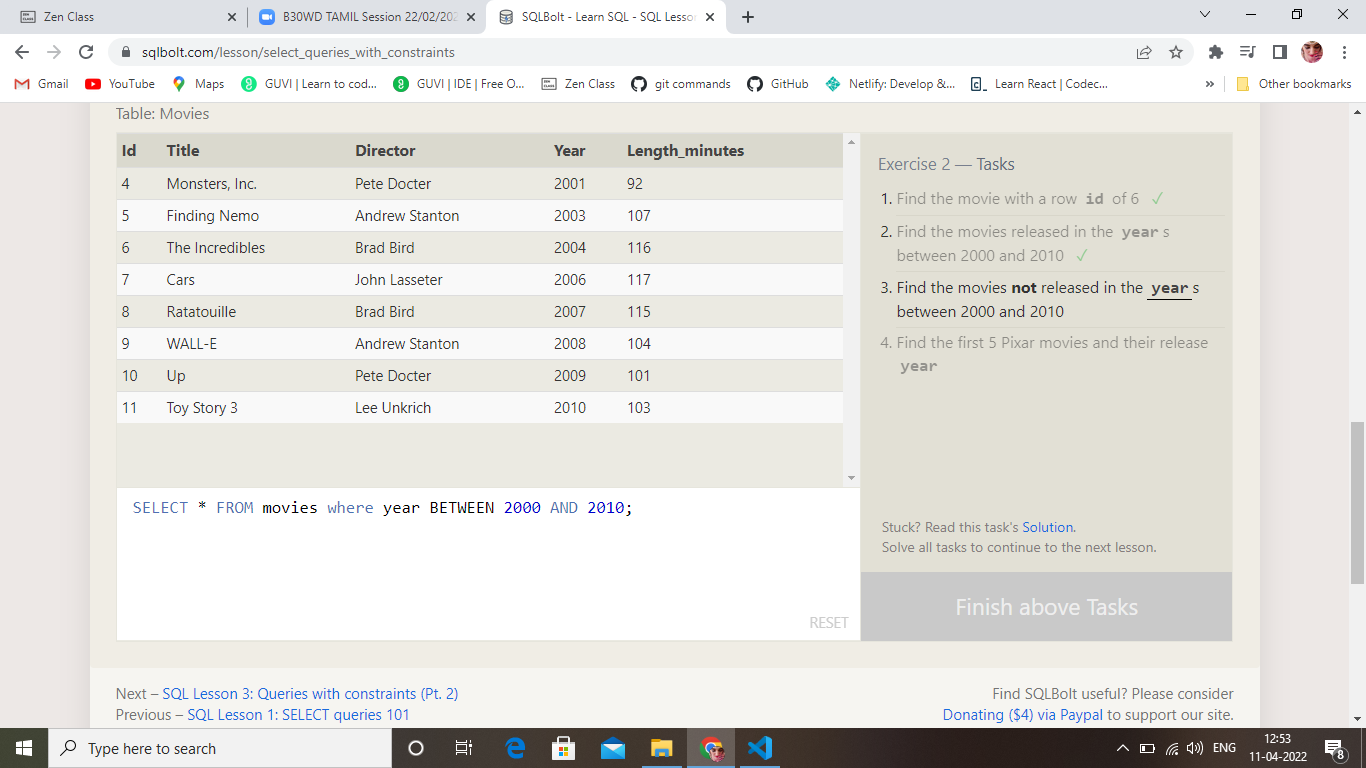 Zen Class
B30WD TAMIL Session 22/02/202
SQLBolt - Learn SQL - SQL Lesso
sqlbolt.com/lesson/select_queries_with_constraints
Gmail YouTube Maps GUVI | Learn to cod... GUVI | IDE | Free O... Zen Class git commands GitHub Netlify: Develop &... Learn React | Codec... » Other bookmarks
Table: Movies
Id Title Director Year Length_minutes
4 Monsters, Inc. Pete Docter 2001 92
5 Finding Nemo Andrew Stanton 2003 107
6 The Incredibles Brad Bird 2004 116
7 Cars John Lasseter 2006 117
8 Ratatouille Brad Bird 2007 115
9 WALL-E Andrew Stanton 2008 104
10 Up Pete Docter 2009 101
11 Toy Story 3 Lee Unkrich 2010 103
SELECT * FROM movies where year BETWEEN 2000 AND 2010;
RESET
Exercise 2 — Tasks
1. Find the movie with a row id of 6 ✓
2. Find the movies released in the year s
between 2000 and 2010 ✓
3. Find the movies not released in the year s
between 2000 and 2010
4. Find the first 5 Pixar movies and their release
year
Stuck? Read this task's Solution.
Solve all tasks to continue to the next lesson.
Finish above Tasks
Next – SQL Lesson 3: Queries with constraints (Pt. 2)
Previous – SQL Lesson 1: SELECT queries 101
Find SQLBolt useful? Please consider
Donating ($4) via Paypal to support our site.
Type here to search
ENG
12:53
11-04-2022
8